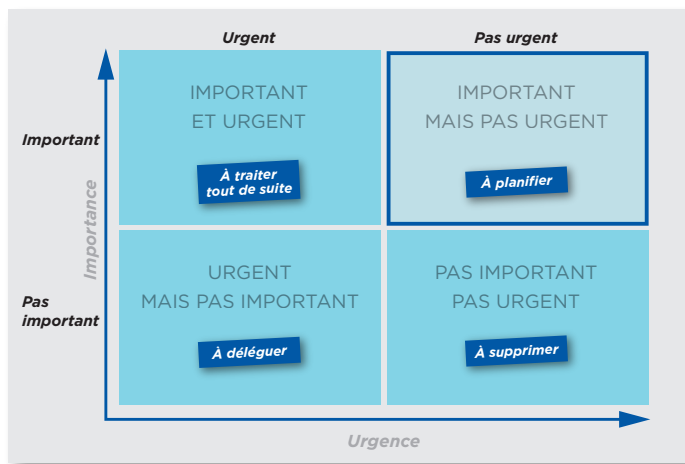 Urgent
Pas urgent
Important
IMPORTANT
ET URGENT
À traiter
tout de suite
IMPORTANT
MAIS PAS URGENT
À planifier
Importance
Pas
important
URGENT
MAIS PAS IMPORTANT
À déléguer
PAS IMPORTANT
PAS URGENT
À supprimer
Urgence